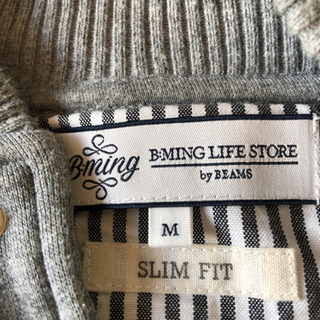 B:ming
B:MING LIFE STORE
by BEAMS
M
SLIM FIT